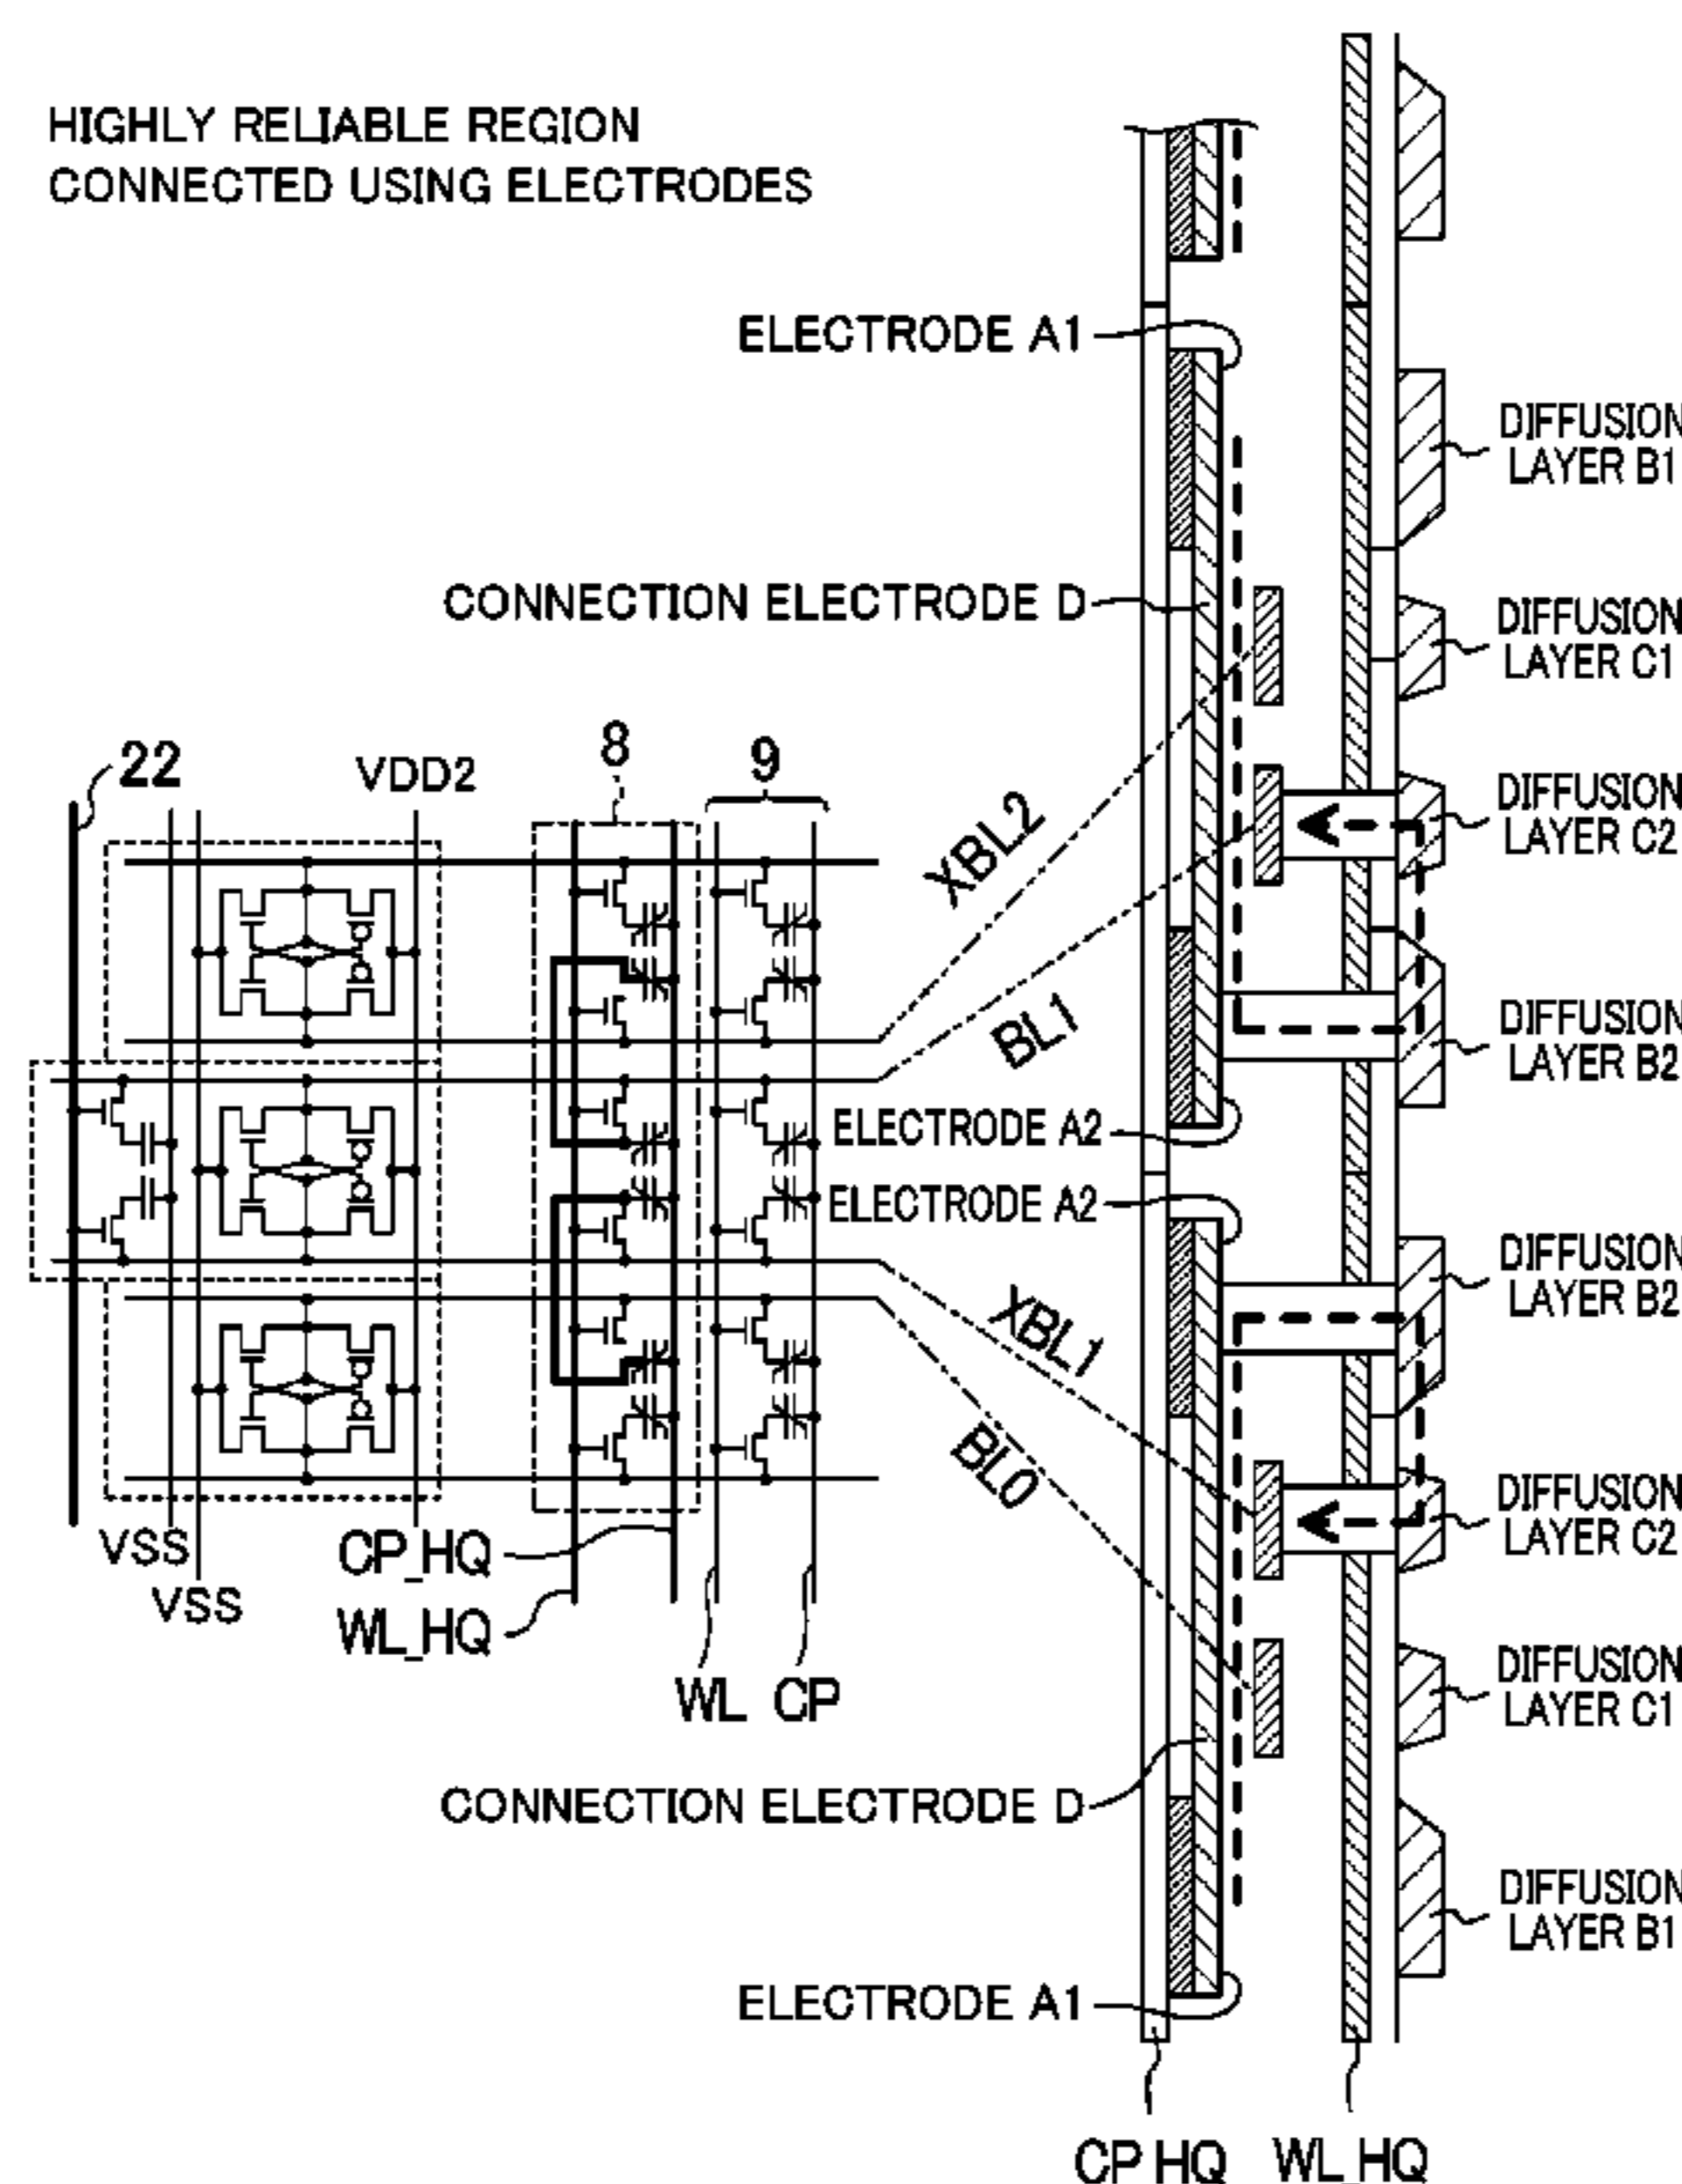 HIGHLY RELIABLE REGION
CONNECTED USING ELECTRODES
ELECTRODE A1
DIFFUSION
LAYER B1
CONNECTION ELECTRODE D
DIFFUSION
LAYER C1
22
VDD2
8
9
XBL2
DIFFUSION
LAYER C2
BL1
DIFFUSION
LAYER B2
ELECTRODE A2
ELECTRODE A2
XBL1
DIFFUSION
LAYER B2
BL0
DIFFUSION
LAYER C2
VSS
VSS
CP_HQ
WL_HQ
WL
CP
DIFFUSION
LAYER C1
CONNECTION ELECTRODE D
DIFFUSION
LAYER B1
ELECTRODE A1
CP HQ
WL_HQ